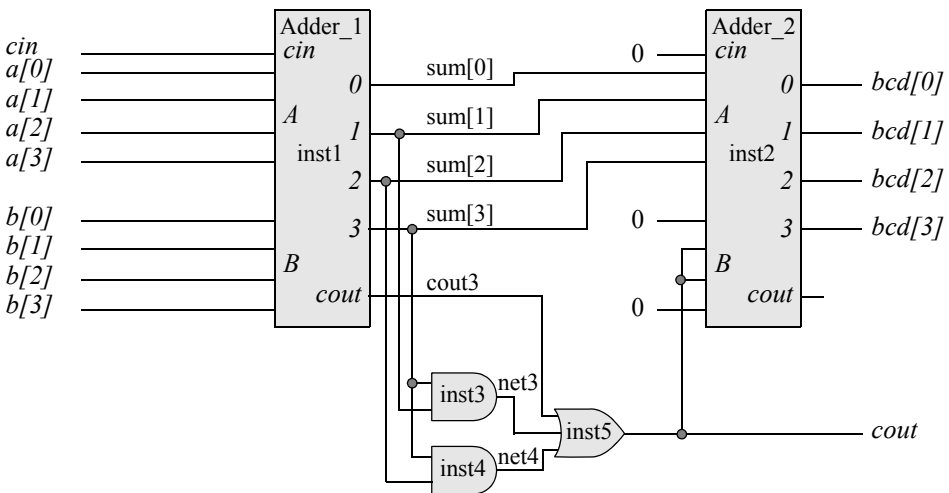 Adder_1
Adder_2
cin
cin
0
cin
a[0]
0
sum[0]
0
bcd[0]
a[1]
A
1
sum[1]
A
1
bcd[1]
a[2]
inst1
inst2
a[3]
2
sum[2]
2
bcd[2]
b[0]
3
sum[3]
0
3
bcd[3]
b[1]
B
B
b[2]
cout
cout3
cout
b[3]
0
inst3
net3
inst5
cout
inst4
net4